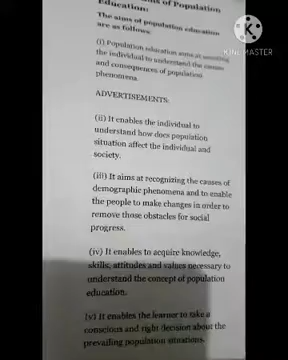 ms of Population
Education:
The aims of population education
are as follows:
(i) Population education aims at assisting
the individual to understand the causes
and consequences of population
phenomena.
ADVERTISEMENTS:
(ii) It enables the individual to
understand how does population
situation affect the individual and
society.
(iii) It aims at recognizing the causes of
demographic phenomena and to enable
the people to make changes in order to
remove those obstacles for social
progress.
(iv) It enables to acquire knowledge,
skills, attitudes and values necessary to
understand the concept of population
education.
(v) It enables the learner to take a
conscious and right decision about the
prevailing population situations.
KINEMASTER